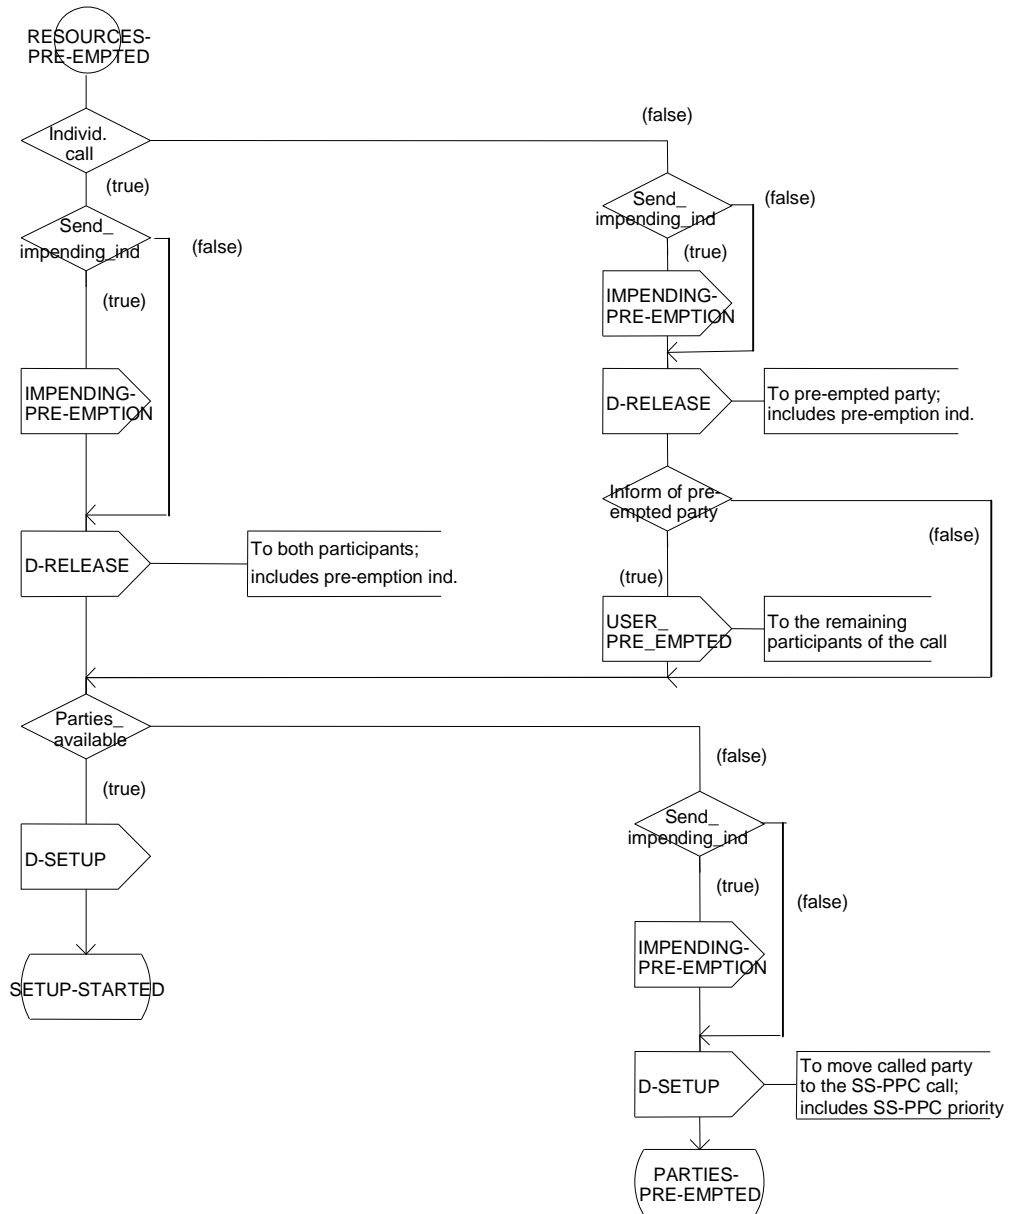 RESOURCES-
PRE-EMPTED
(false)
Individ.
call
(true)
Send_
impending_ind
(false)
(true)
Send_
impending_ind
(false)
(true)
IMPENDING-
PRE-EMPTION
IMPENDING-
PRE-EMPTION
D-RELEASE
To pre-empted party;
includes pre-emption ind.
Inform of pre-
empted party
(false)
D-RELEASE
To both participants;
includes pre-emption ind.
(true)
USER_
PRE_EMPTED
To the remaining
participants of the call
Parties_
available
(false)
(true)
D-SETUP
Send_
impending_ind
(true)
(false)
IMPENDING-
PRE-EMPTION
SETUP-STARTED
D-SETUP
To move called party
to the SS-PPC call;
includes SS-PPC priority
PARTIES-
PRE-EMPTED